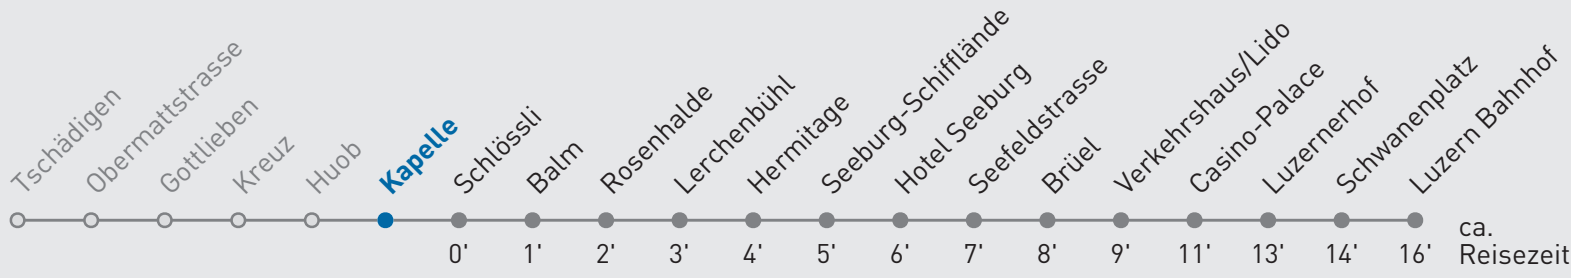 Tschädigen
Obermattstrasse
Gottlieben
Kreuz
Huob
Kapelle
Schlössli
Balm
Rosenhalde
Lerchenbühl
Hermitage
Seeburg-Schifflände
Hotel Seeburg
Seefeldstrasse
Brüel
Verkehrshaus/Lido
Casino-Palace
Luzernerhof
Schwanenplatz
Luzern Bahnhof
0' 1' 2' 3' 4' 5' 6' 7' 8' 9' 11' 13' 14' 16'
ca.
Reisezeit